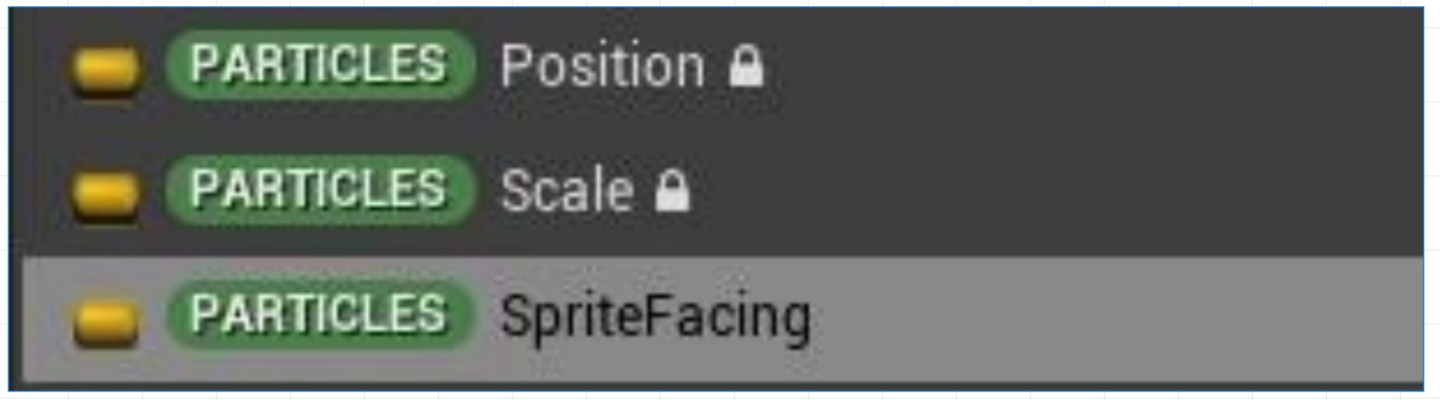 PARTICLES Position
PARTICLES Scale
PARTICLES SpriteFacing